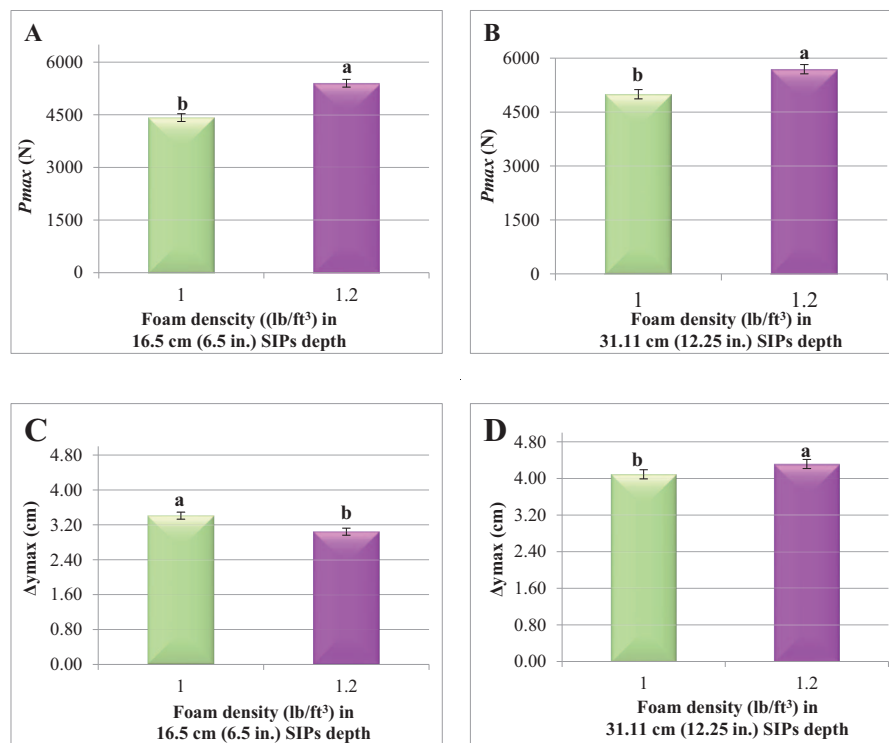 A
6000
4500
3000
1500
0
Pmax (N)
b
a
1
1.2
Foam denscity ((lb/ft³) in
16.5 cm (6.5 in.) SIPs depth
B
6000
4500
3000
1500
0
Pmax (N)
b
a
1
1.2
Foam density (lb/ft³) in
31.11 cm (12.25 in.) SIPs depth
C
4.80
4.00
3.20
2.40
1.60
0.80
0.00
Δymax (cm)
a
b
1
1.2
Foam density (lb/ft³) in
16.5 cm (6.5 in.) SIPs depth
D
4.80
4.00
3.20
2.40
1.60
0.80
0.00
Δymax (cm)
b
a
1
1.2
Foam density (lb/ft³) in
31.11 cm (12.25 in.) SIPs depth